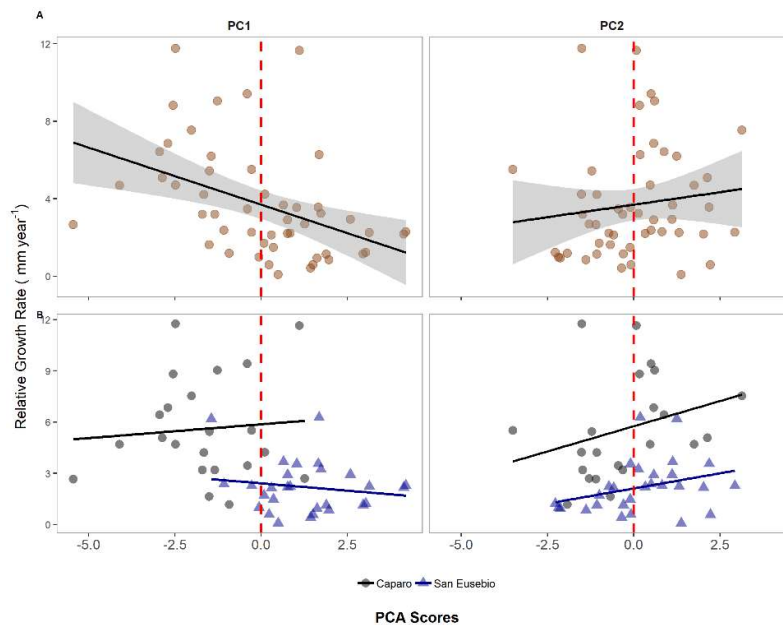 A
PC1
PC2
12
8
4
0
Relative Growth Rate ( mm year-1)
B
12
9
6
3
0
-5.0
-2.5
0.0
2.5
-5.0
-2.5
0.0
2.5
Caparo
San Eusebio
PCA Scores